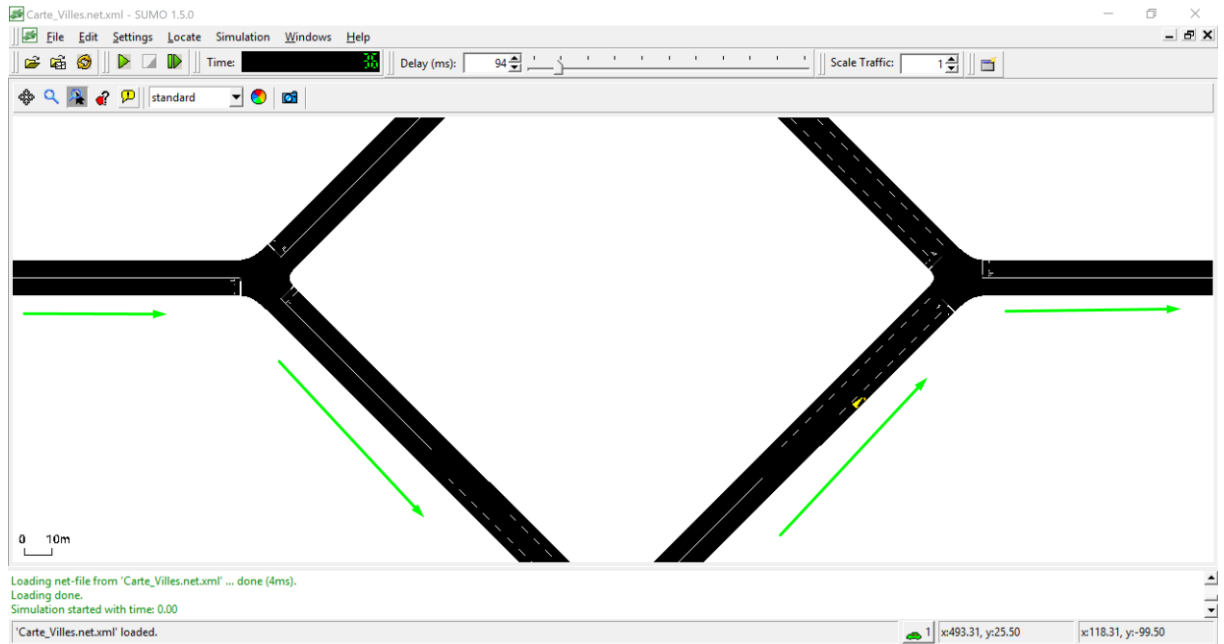 Carte_Villes.net.xml - SUMO 1.5.0
File Edit Settings Locate Simulation Windows Help
Time: 36 Delay (ms): 94 Scale Traffic: 1
standard
0 10m
Loading net-file from 'Carte_Villes.net.xml' ... done (4ms).
Loading done.
Simulation started with time: 0.00
'Carte_Villes.net.xml' loaded. 1 x:493.31, y:25.50 x:118.31, y:-99.50